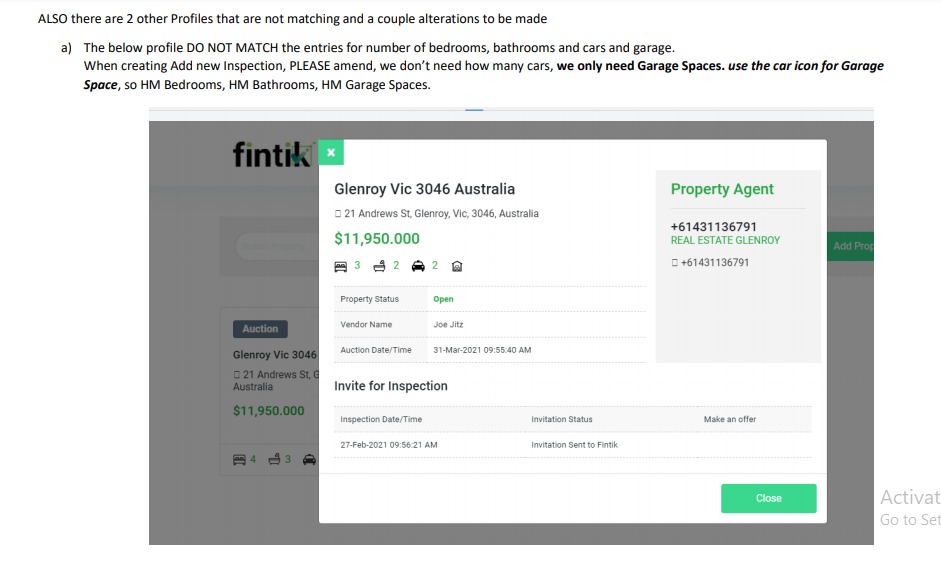 ALSO there are 2 other Profiles that are not matching and a couple alterations to be made
a) The below profile DO NOT MATCH the entries for number of bedrooms, bathrooms and cars and garage.
When creating Add new Inspection, PLEASE amend, we don't need how many cars, we only need Garage Spaces. use the car icon for Garage
Space, so HM Bedrooms, HM Bathrooms, HM Garage Spaces.
fintik
x
Glenroy Vic 3046 Australia
21 Andrews St, Glenroy, Vic, 3046, Australia
$11,950.000
3 2 2
Property Status Open
Vendor Name Joe Jitz
Auction Date/Time 31-Mar-2021 09:55:40 AM
Invite for Inspection
Inspection Date/Time Invitation Status Make an offer
27-Feb-2021 09:56:21 AM Invitation Sent to Fintik
Close
Property Agent
+61431136791
REAL ESTATE GLENROY
+61431136791
Add Prop
Auction
Glenroy Vic 3046
21 Andrews St, G
Australia
$11,950.000
4 3
Activat
Go to Set